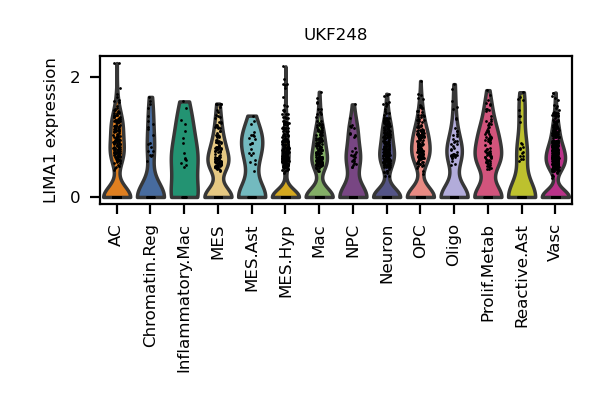 UKF248
LIMA1 expression
2
0
AC
Chromatin.Reg
Inflammatory.Mac
MES
MES.Ast
MES.Hyp
Mac
NPC
Neuron
OPC
Oligo
Prolif.Metab
Reactive.Ast
Vasc